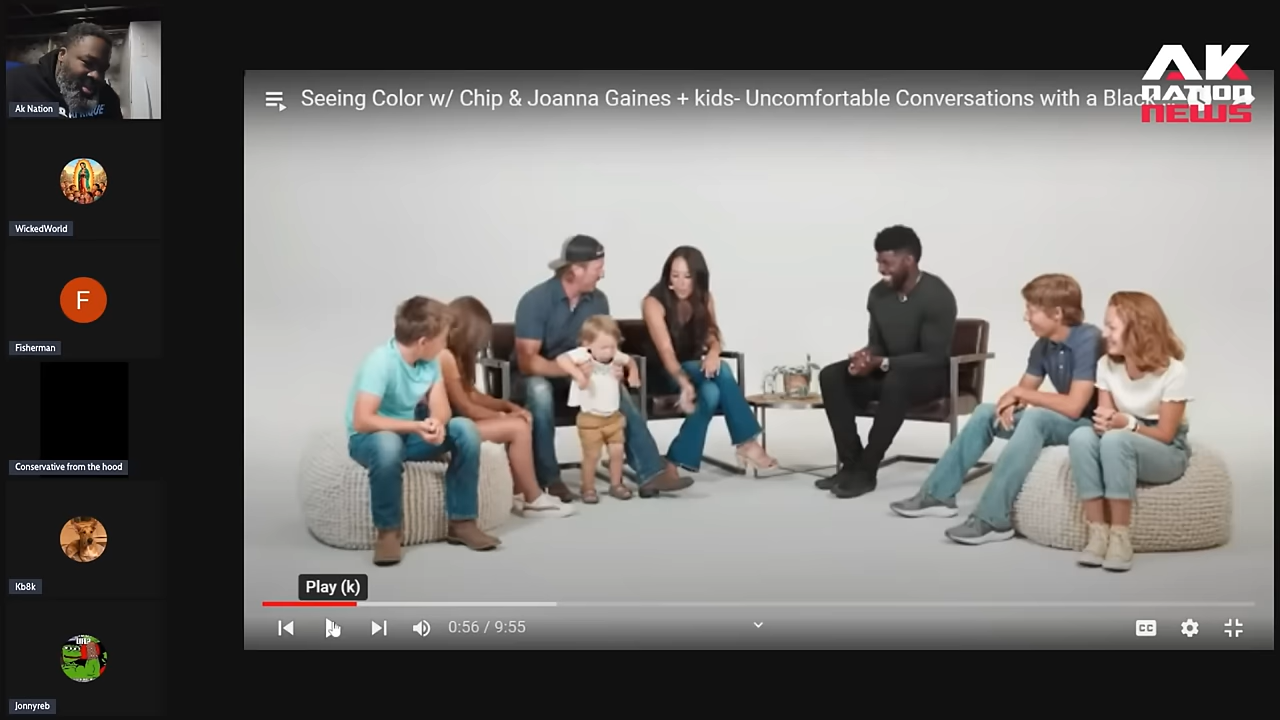 Ak Nation
WickedWorld
F
Fisherman
Conservative from the hood
Kb8k
Jonnyreb
Seeing Color w/ Chip & Joanna Gaines + kids- Uncomfortable Conversations with a Black
AK
NATION
NEWS
Play (k)
0:56 / 9:55
CC